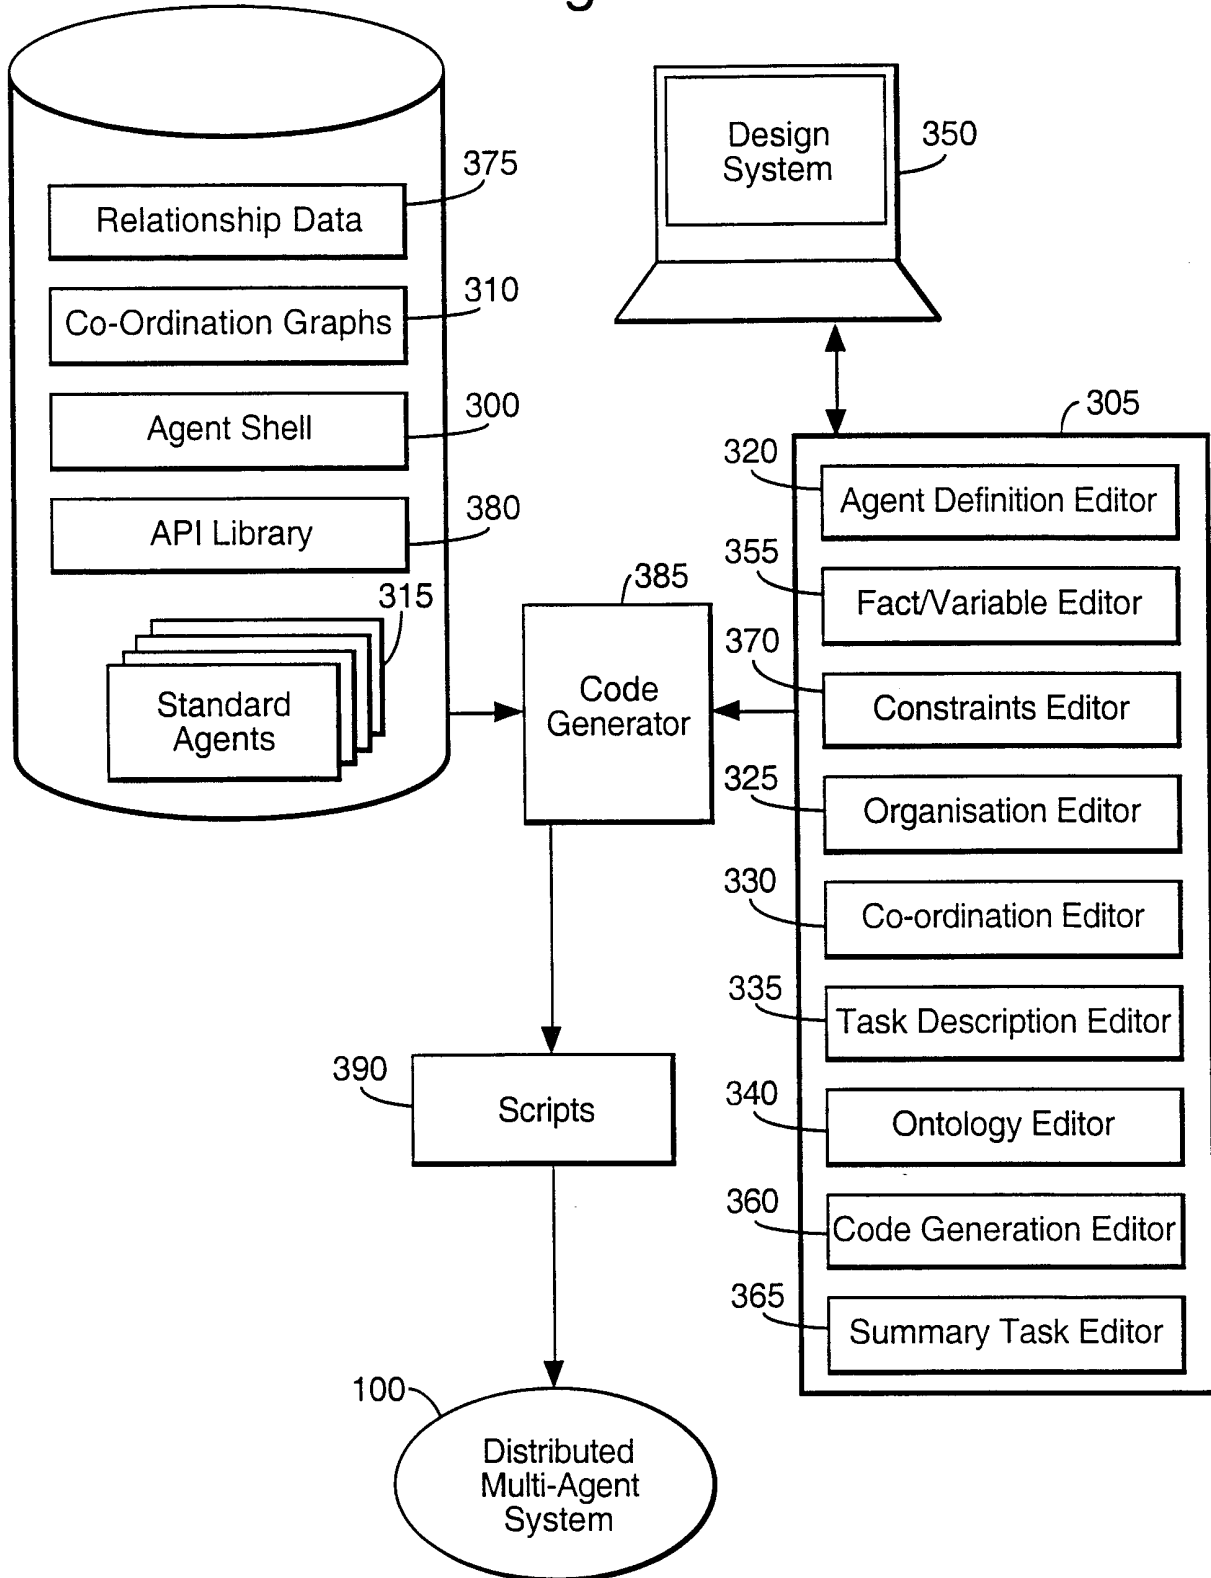 375
Relationship Data
310
Co-Ordination Graphs
300
Agent Shell
380
API Library
315
Standard
Agents
Design
System
350
385
Code
Generator
305
320
Agent Definition Editor
355
Fact/Variable Editor
370
Constraints Editor
325
Organisation Editor
330
Co-ordination Editor
335
Task Description Editor
340
Ontology Editor
360
Code Generation Editor
365
Summary Task Editor
390
Scripts
100
Distributed
Multi-Agent
System